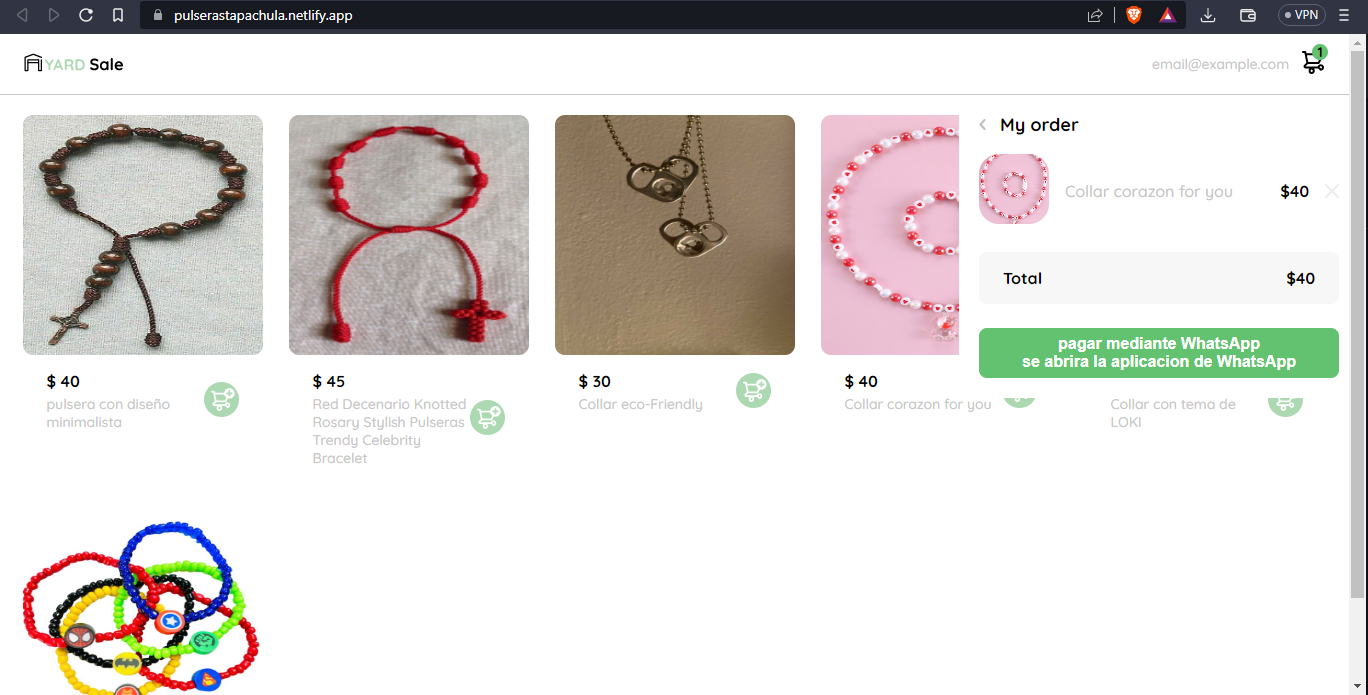 pulserastapachula.netlify.app
VPN
YARD Sale
email@example.com
1
My order
Collar corazon for you
$40
Total
$40
pagar mediante WhatsApp
se abrira la aplicacion de WhatsApp
$ 40
pulsera con diseño
minimalista
$ 45
Red Decenario Knotted
Rosary Stylish Pulseras
Trendy Celebrity
Bracelet
$ 30
Collar eco-Friendly
$ 40
Collar corazon for you
Collar con tema de
LOKI